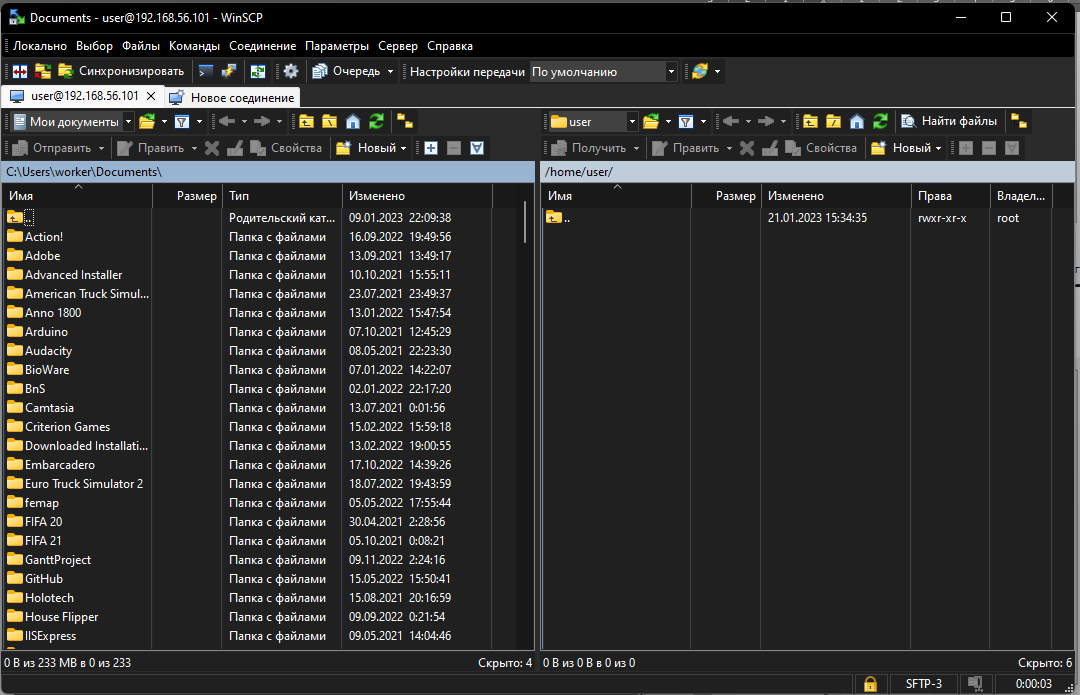 Documents - user@192.168.56.101 - WinSCP
Локально Выбор Файлы Команды Соединение Параметры Сервер Справка
Синхронизировать Очередь Настройки передачи По умолчанию
user@192.168.56.101 Новое соединение
Мои документы
user Найти файлы
Отправить Править Свойства Новый
Получить Править Свойства Новый
C:\Users\worker\Documents\
/home/user/
Имя Размер Тип Изменено
Имя Размер Изменено Права Владел...
.. Родительский кат... 09.01.2023 22:09:38
.. 21.01.2023 15:34:35 rwxr-xr-x root
Action! Папка с файлами 16.09.2022 19:49:56
Adobe Папка с файлами 13.09.2021 13:49:17
Advanced Installer Папка с файлами 10.10.2021 15:55:11
American Truck Simul... Папка с файлами 23.07.2021 23:49:37
Anno 1800 Папка с файлами 13.01.2022 15:47:54
Arduino Папка с файлами 07.10.2021 12:45:29
Audacity Папка с файлами 08.05.2021 22:23:30
BioWare Папка с файлами 07.01.2022 14:22:07
BnS Папка с файлами 02.01.2022 22:17:20
Camtasia Папка с файлами 13.07.2021 0:01:56
Criterion Games Папка с файлами 15.02.2022 15:59:18
Downloaded Installati... Папка с файлами 13.02.2022 19:00:55
Embarcadero Папка с файлами 17.10.2022 14:39:26
Euro Truck Simulator 2 Папка с файлами 18.07.2022 19:43:59
femap Папка с файлами 05.05.2022 17:55:44
FIFA 20 Папка с файлами 30.04.2021 2:28:56
FIFA 21 Папка с файлами 05.10.2021 0:08:21
GanttProject Папка с файлами 09.11.2022 2:24:16
GitHub Папка с файлами 15.05.2022 15:50:41
Holotech Папка с файлами 15.08.2021 20:16:59
House Flipper Папка с файлами 09.09.2022 0:21:54
IISExpress Папка с файлами 09.05.2021 14:04:46
0 B из 233 MB в 0 из 233 Скрыто: 4
0 B из 0 B в 0 из 0 Скрыто: 6
SFTP-3 0:00:03